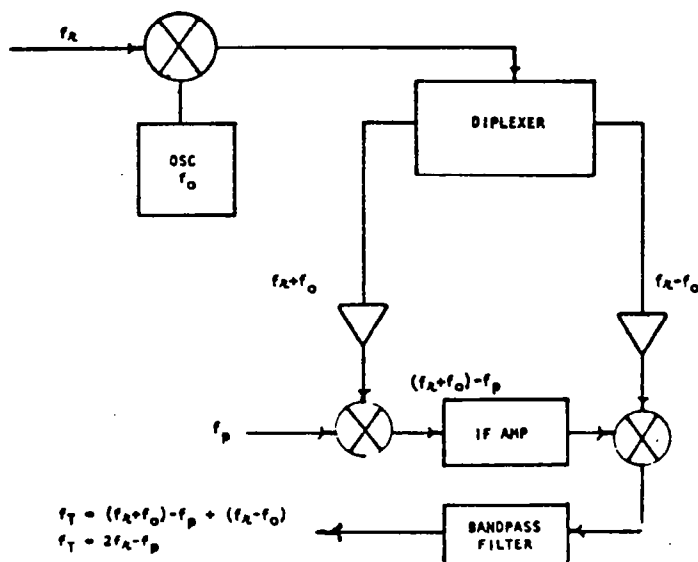 fr
OSC
fo
DIPLEXER
fr+fo
fr-fo
(fr+fo)-fp
fp
IF AMP
fT = (fr+fo)-fp + (fr-fo)
fT = 2fr-fp
BANDPASS
FILTER